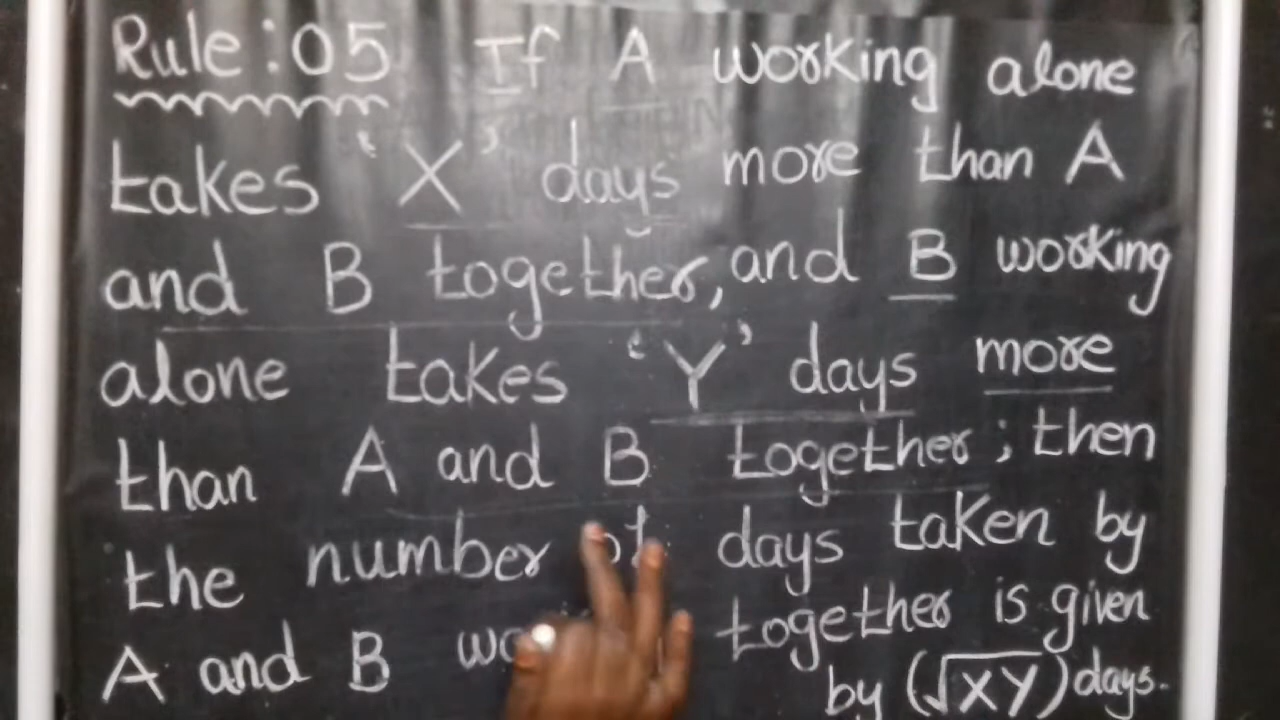 Rule:05 If A working alone
takes 'X' days more than A
and B together, and B working
alone takes 'Y' days more
than A and B together; then
the number of days taken by
A and B together is given
by (√XY) days.